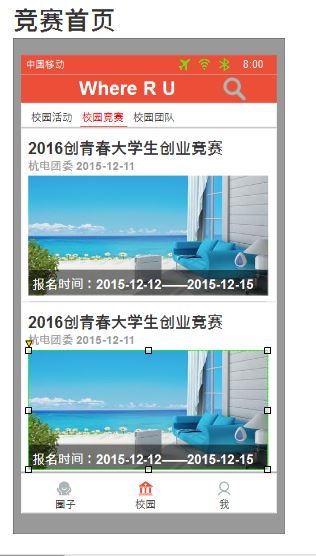 竞赛首页
中国移动 8:00
Where R U
校园活动 校园竞赛 校园团队
2016创青春大学生创业竞赛
杭电团委 2015-12-11
报名时间：2015-12-12——2015-12-15
2016创青春大学生创业竞赛
杭电团委 2015-12-11
报名时间：2015-12-12——2015-12-15
圈子 校园 我